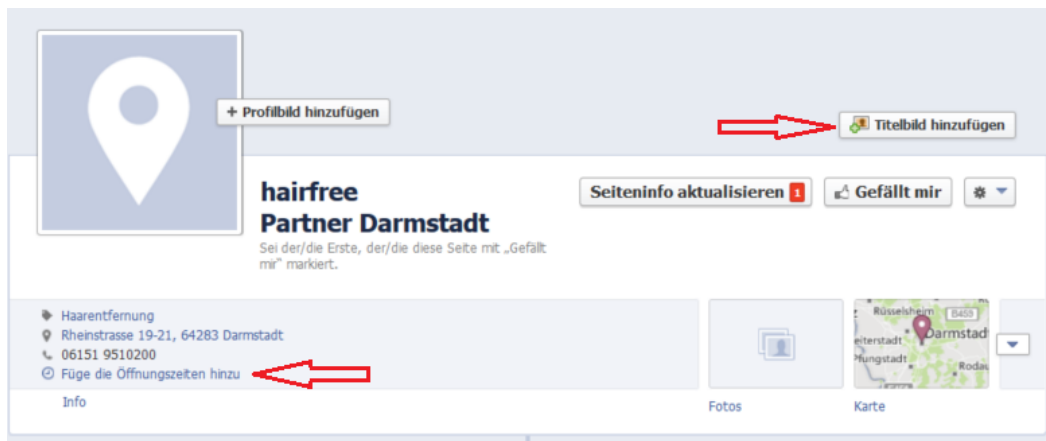 + Profilbild hinzufügen
Titelbild hinzufügen
hairfree
Partner Darmstadt
Seiteninfo aktualisieren 1
Gefällt mir
Sei der/die Erste, der/die diese Seite mit „Gefällt
mir" markiert.
Haarentfernung
Rheinstrasse 19-21, 64283 Darmstadt
06151 9510200
Füge die Öffnungszeiten hinzu
Info
Rüsselsheim
B459
eiterstadt
Darmstad
Pfungstadt
Rodau
Fotos
Karte